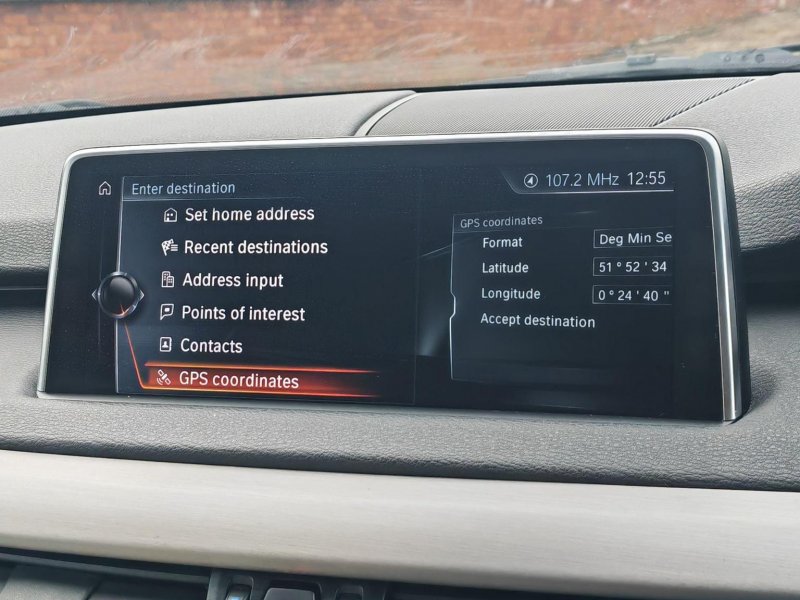 Enter destination
107.2 MHz 12:55
Set home address
Recent destinations
Address input
Points of interest
Contacts
GPS coordinates
GPS coordinates
Format Deg Min Se
Latitude 51 ° 52 ' 34
Longitude 0 ° 24 ' 40 "
Accept destination